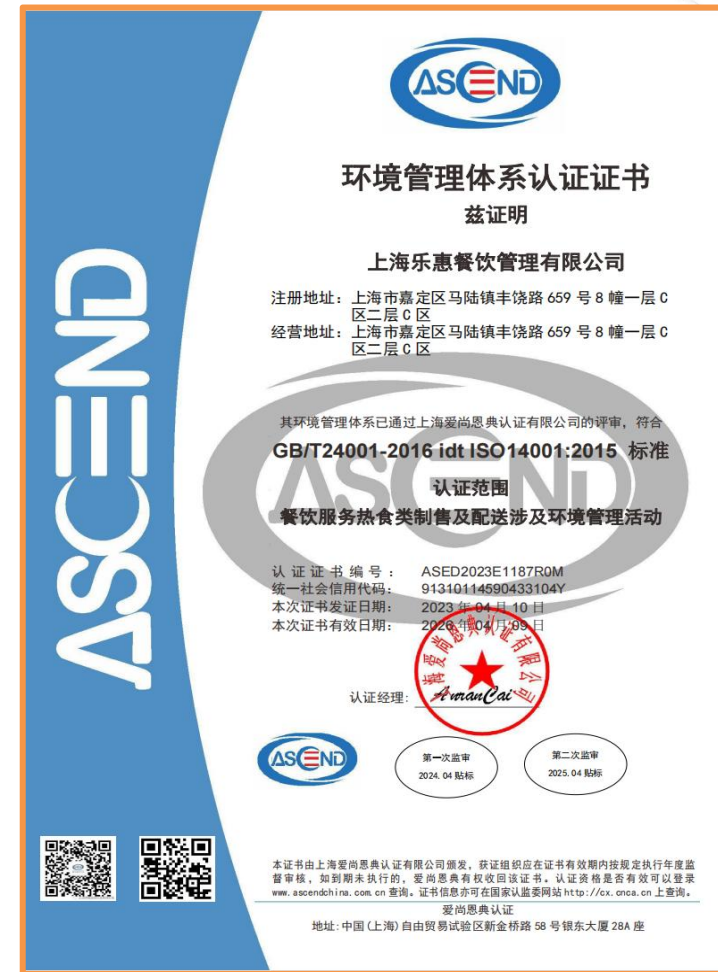 ASCEND
环境管理体系认证证书
兹证明
上海乐惠餐饮管理有限公司
注册地址：上海市嘉定区马陆镇丰饶路 659 号 8 幢一层 C
区二层 C 区
经营地址：上海市嘉定区马陆镇丰饶路 659 号 8 幢一层 C
区二层 C 区
ASCEND
其环境管理体系已通过上海爱尚恩典认证有限公司的评审，符合
GB/T24001-2016 idt ISO14001:2015 标准
ASCEND
认证范围
餐饮服务热食类制售及配送涉及环境管理活动
认 证 证 书 编 号 ： ASED2023E1187R0M
统一社会信用代码： 91310114590433104Y
本次证书发证日期： 2023 年 04 月 10 日
本次证书有效日期： 2026 年 04 月 09 日
上海爱尚恩典认证有限公司
认证经理：AnranCai
ASCEND
第一次监审
2024. 04 贴标
第二次监审
2025. 04 贴标
本证书由上海爱尚恩典认证有限公司颁发，获证组织应在证书有效期内按规定执行年度监
督审核，如到期未执行的，爱尚恩典有权收回该证书。认证资格是否有效可以登录
www. ascendchina. com. cn 查询。证书信息亦可在国家认监委网站 http://cx. cnca. cn 上查询。
爱尚恩典认证
地址: 中国 (上海) 自由贸易试验区新金桥路 58 号银东大厦 28A 座